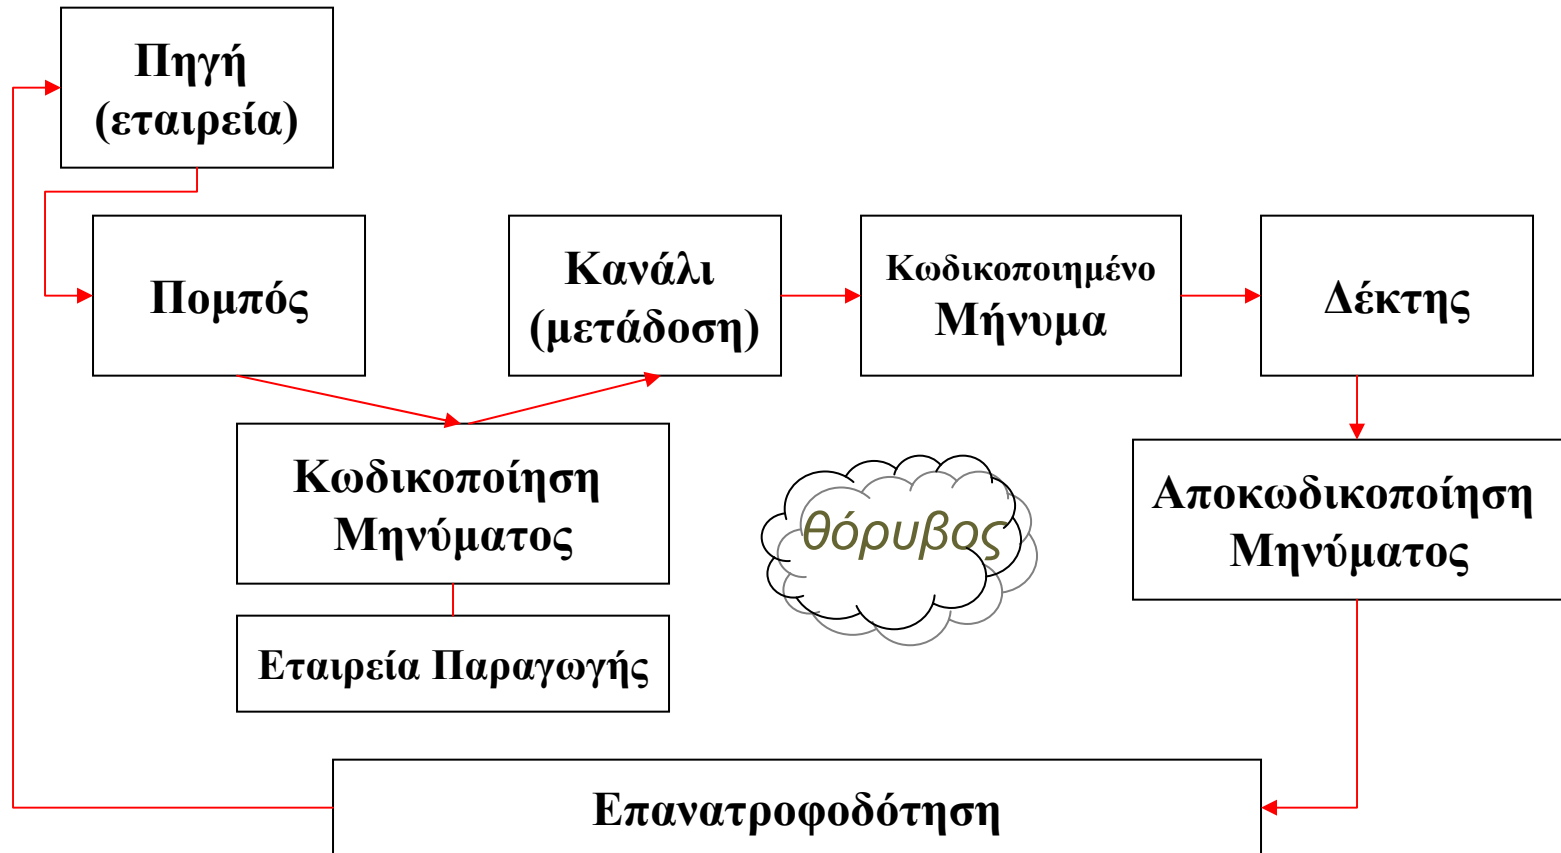 Πηγή
(εταιρεία)
Πομπός
Κανάλι
(μετάδοση)
Κωδικοποιημένο
Μήνυμα
Δέκτης
Κωδικοποίηση
Μηνύματος
θόρυβος
Αποκωδικοποίηση
Μηνύματος
Εταιρεία Παραγωγής
Επανατροφοδότηση